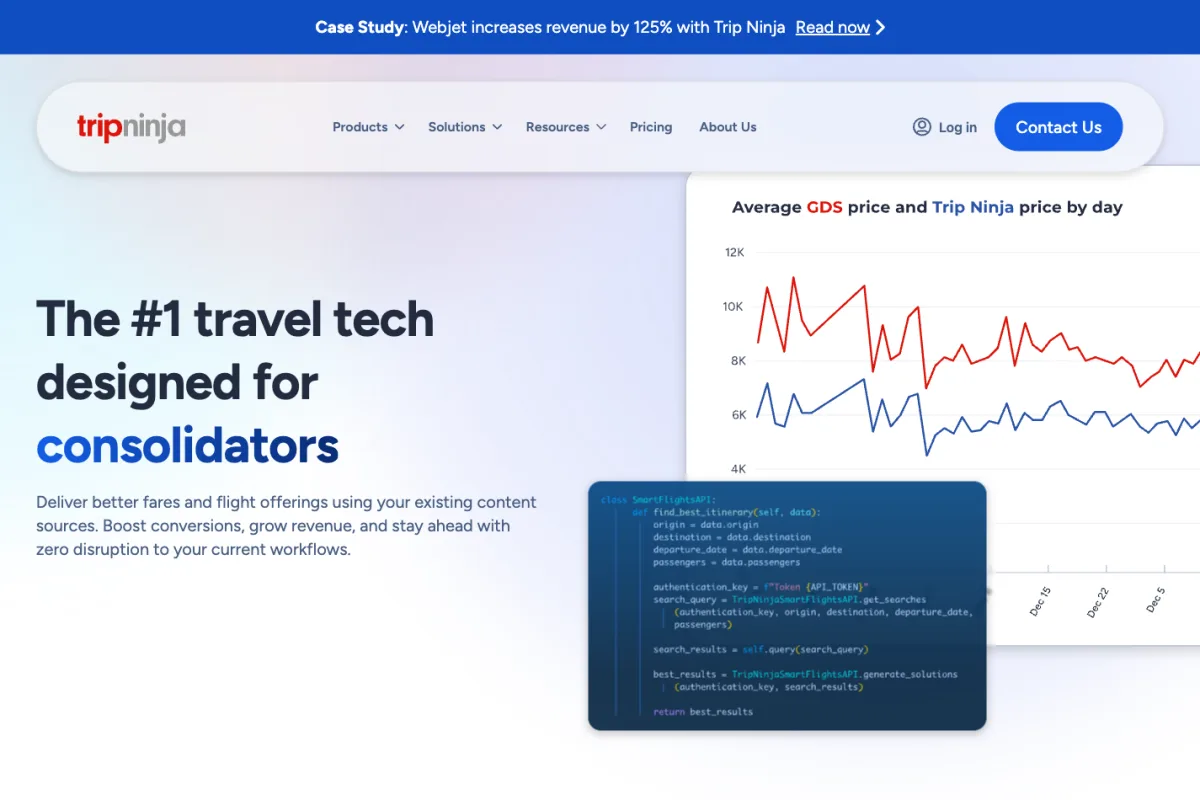 Case Study: Webjet increases revenue by 125% with Trip Ninja Read now
tripninja
Products
Solutions
Resources
Pricing
About Us
Log in
Contact Us
The #1 travel tech
designed for
consolidators
Deliver better fares and flight offerings using your existing content
sources. Boost conversions, grow revenue, and stay ahead with
zero disruption to your current workflows.
Average GDS price and Trip Ninja price by day
12K
10K
8K
6K
4K
Dec 15
Dec 22
Dec 5
class SmartFlightsAPI:
def find_best_itinerary(self, data):
origin = data.origin
destination = data.destination
departure_date = data.departure_date
passengers = data.passengers
authentication_key = f"Token {API_TOKEN}"
search_query = TripNinjaSmartFlightsAPI.get_searches
(authentication_key, origin, destination, departure_date,
passengers)
search_results = self.query(search_query)
best_results = TripNinjaSmartFlightsAPI.generate_solutions
(authentication_key, search_results)
return best_results